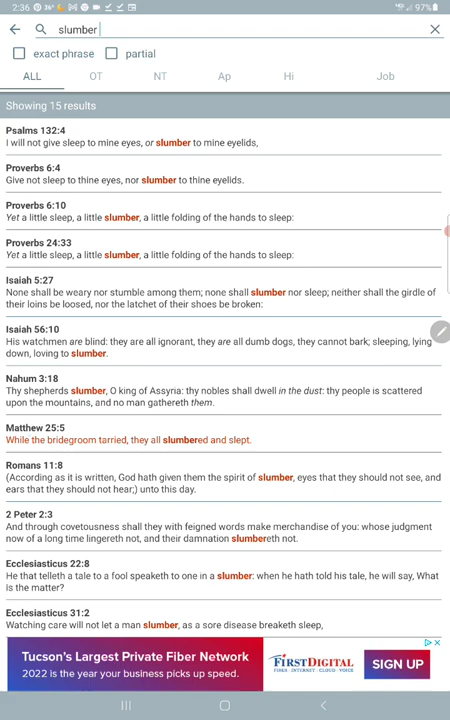 2:36 36° 97%
slumber
exact phrase partial
ALL OT NT Ap Hi Job
Showing 15 results
Psalms 132:4
I will not give sleep to mine eyes, or slumber to mine eyelids,
Proverbs 6:4
Give not sleep to thine eyes, nor slumber to thine eyelids.
Proverbs 6:10
Yet a little sleep, a little slumber, a little folding of the hands to sleep:
Proverbs 24:33
Yet a little sleep, a little slumber, a little folding of the hands to sleep:
Isaiah 5:27
None shall be weary nor stumble among them; none shall slumber nor sleep; neither shall the girdle of
their loins be loosed, nor the latchet of their shoes be broken:
Isaiah 56:10
His watchmen are blind: they are all ignorant, they are all dumb dogs, they cannot bark; sleeping, lying
down, loving to slumber.
Nahum 3:18
Thy shepherds slumber, O king of Assyria: thy nobles shall dwell in the dust: thy people is scattered
upon the mountains, and no man gathereth them.
Matthew 25:5
While the bridegroom tarried, they all slumbered and slept.
Romans 11:8
(According as it is written, God hath given them the spirit of slumber, eyes that they should not see, and
ears that they should not hear;) unto this day.
2 Peter 2:3
And through covetousness shall they with feigned words make merchandise of you: whose judgment
now of a long time lingereth not, and their damnation slumbereth not.
Ecclesiasticus 22:8
He that telleth a tale to a fool speaketh to one in a slumber: when he hath told his tale, he will say, What
is the matter?
Ecclesiasticus 31:2
Watching care will not let a man slumber, as a sore disease breaketh sleep,
Tucson's Largest Private Fiber Network
2022 is the year your business picks up speed.
FIRSTDIGITAL
FIBER · INTERNET · CLOUD · VOICE
SIGN UP